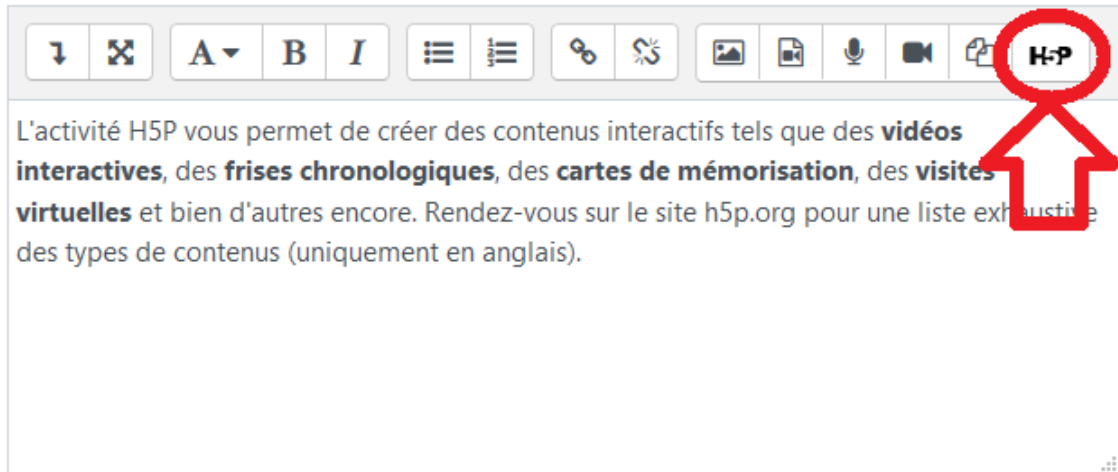 A B I H5P
L'activité H5P vous permet de créer des contenus interactifs tels que des vidéos
interactives, des frises chronologiques, des cartes de mémorisation, des visites
virtuelles et bien d'autres encore. Rendez-vous sur le site h5p.org pour une liste exhaustive
des types de contenus (uniquement en anglais).